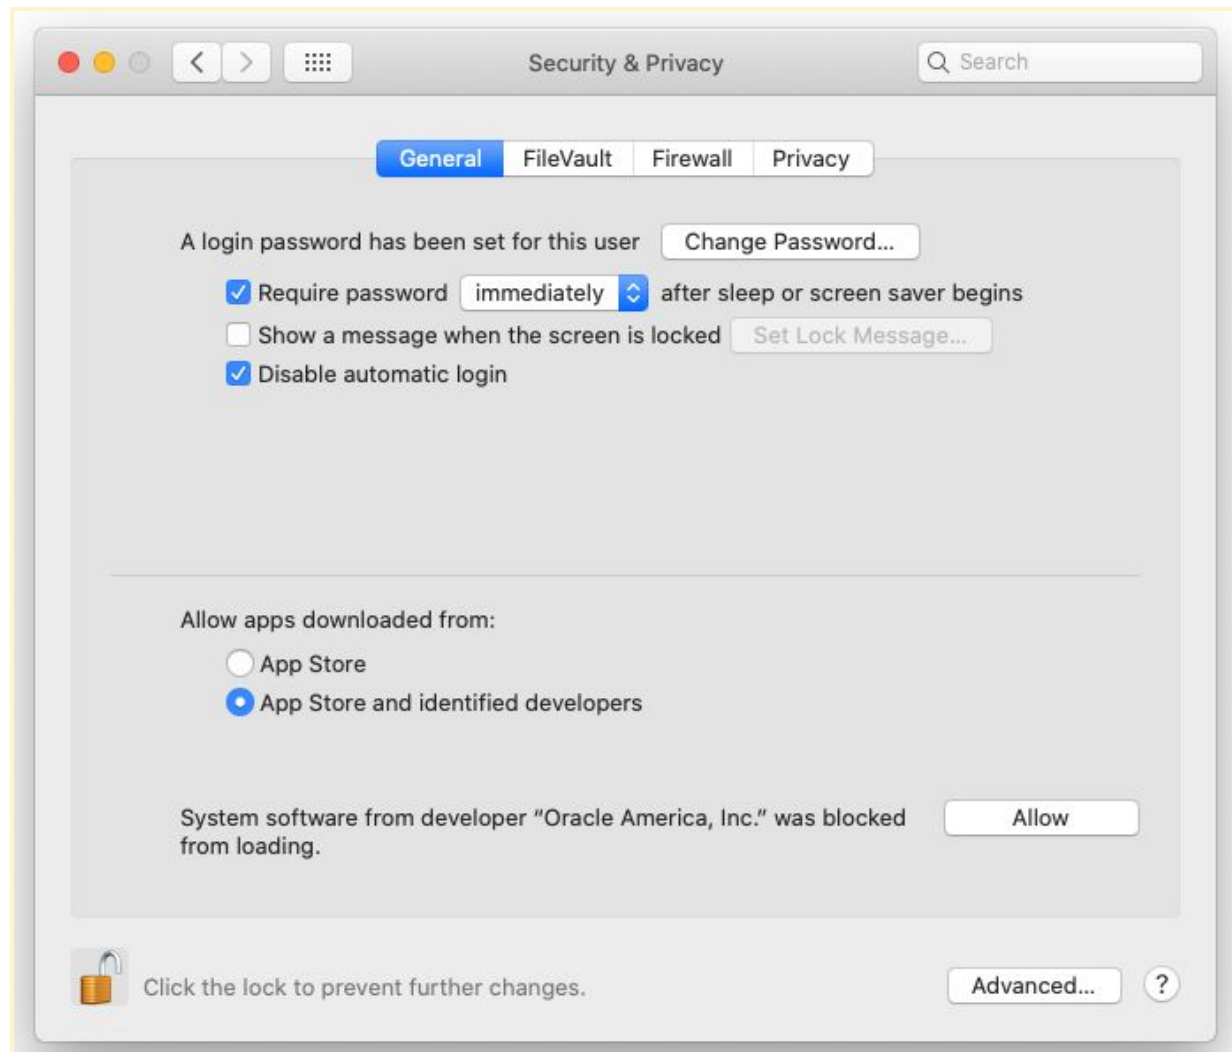 Security & Privacy
Search
General FileVault Firewall Privacy
A login password has been set for this user Change Password...
Require password immediately after sleep or screen saver begins
Show a message when the screen is locked Set Lock Message...
Disable automatic login
Allow apps downloaded from:
App Store
App Store and identified developers
System software from developer “Oracle America, Inc.” was blocked Allow
from loading.
Click the lock to prevent further changes. Advanced... ?